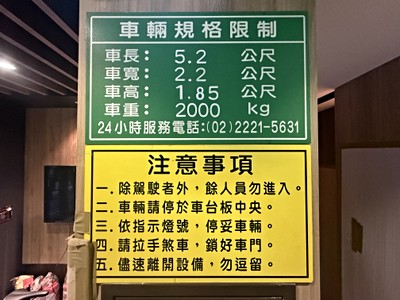 車輛規格限制
車長： 5.2 公尺
車寬： 2.2 公尺
車高： 1.85 公尺
車重： 2000 kg
24小時服務電話：(02)2221-5631
注意事項
一. 除駕駛者外，餘人員勿進入。
二. 車輛請停於車台板中央。
三. 依指示燈號，停妥車輛。
四. 請拉手煞車，鎖好車門。
五. 儘速離開設備，勿逗留。